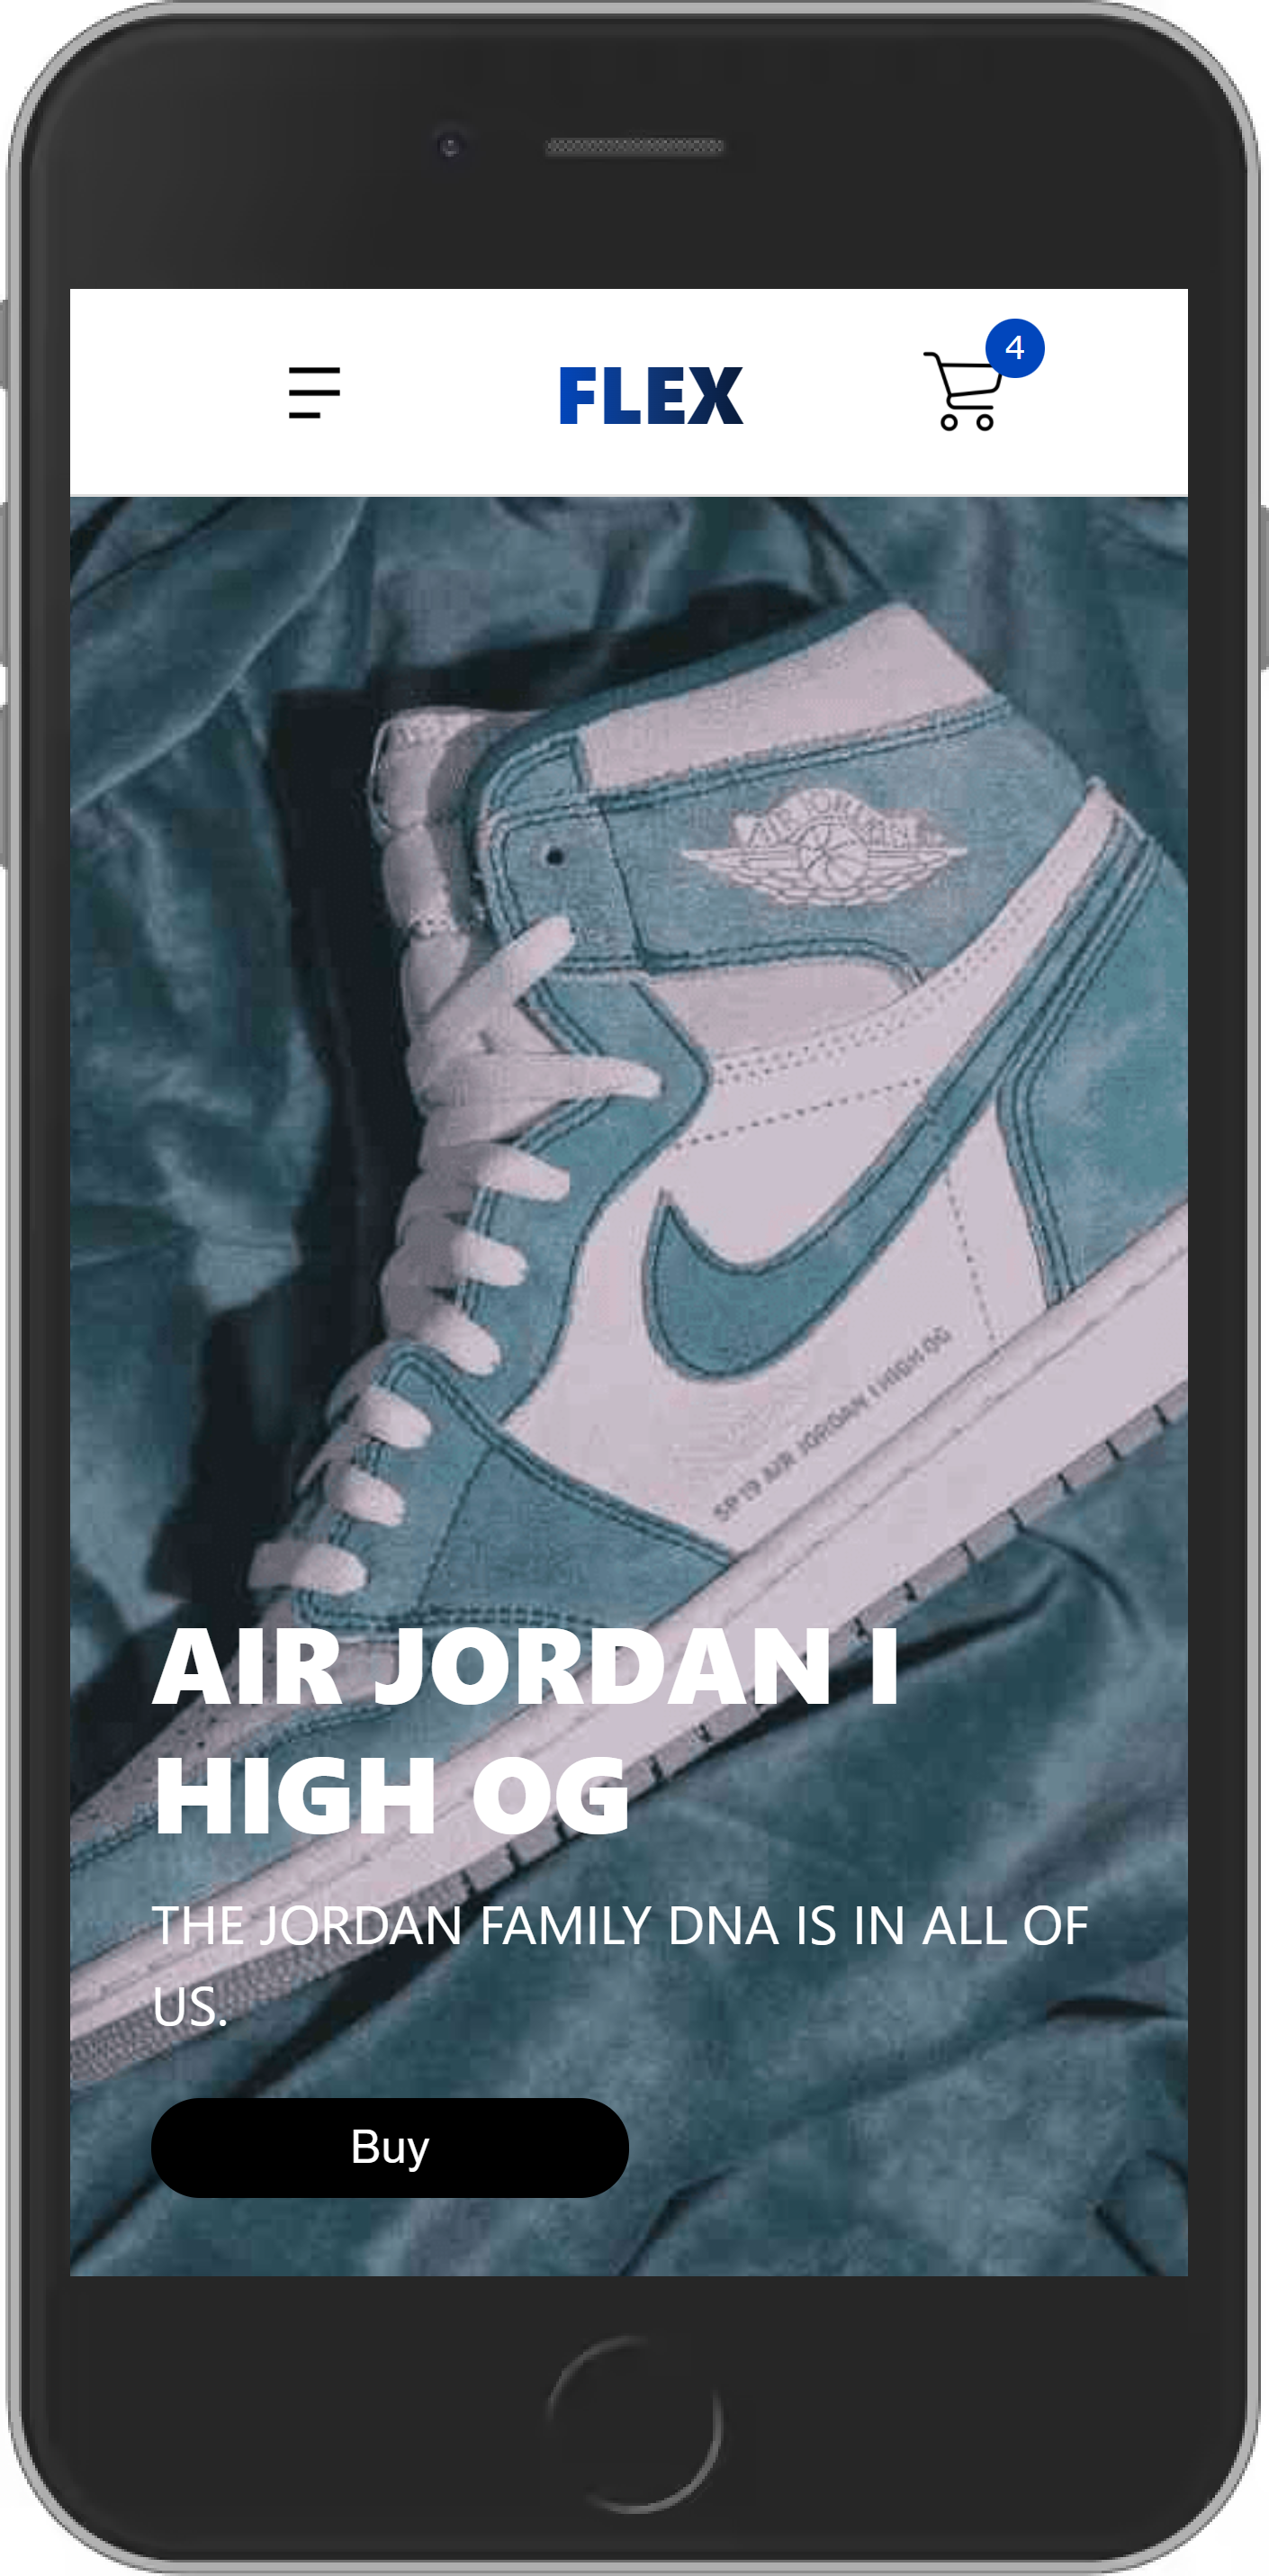 FLEX
4
AIR JORDAN
SP19 AIR JORDAN I HIGH OG
AIR JORDAN I
HIGH OG
THE JORDAN FAMILY DNA IS IN ALL OF
US.
Buy